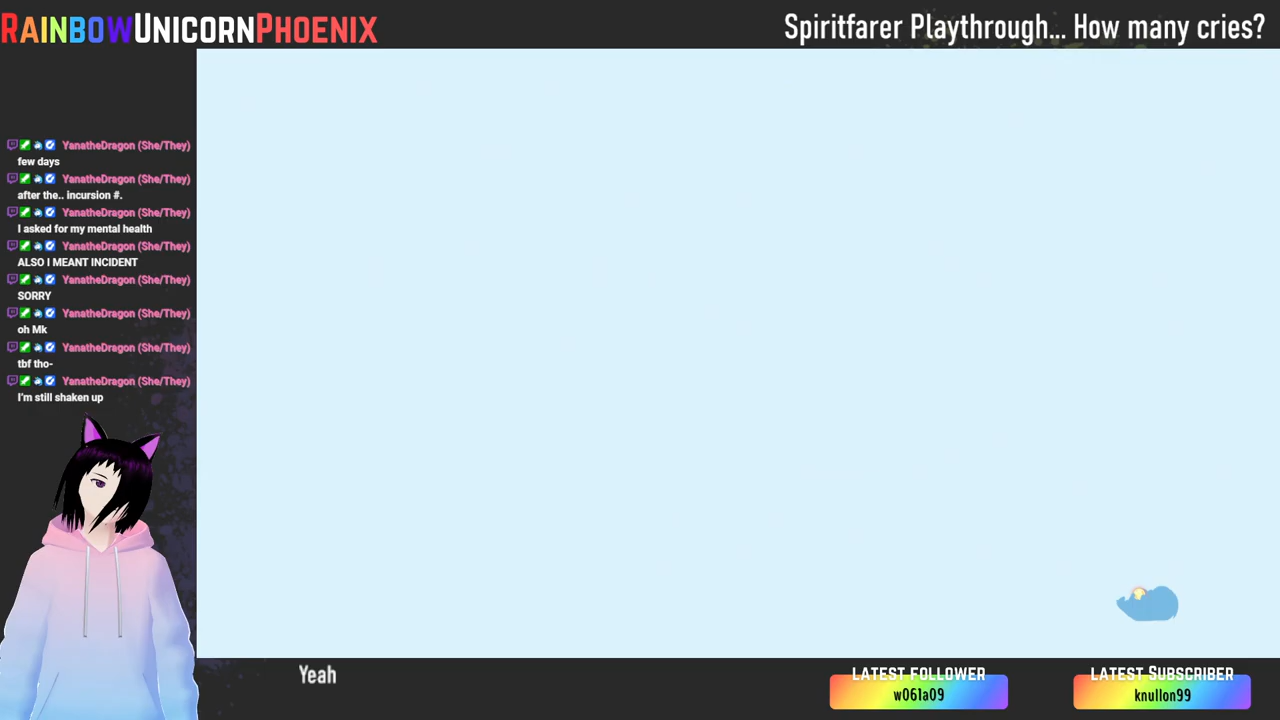 RAINBOWUNICORNPHOENIX
Spiritfarer Playthrough... How many cries?
YanatheDragon (She/They)
few days
YanatheDragon (She/They)
after the.. incursion #.
YanatheDragon (She/They)
I asked for my mental health
YanatheDragon (She/They)
ALSO I MEANT INCIDENT
YanatheDragon (She/They)
SORRY
YanatheDragon (She/They)
oh Mk
YanatheDragon (She/They)
tbf tho-
YanatheDragon (She/They)
I'm still shaken up
Yeah
LATEST FOLLOWER
w061a09
LATEST SUBSCRIBER
knullon99